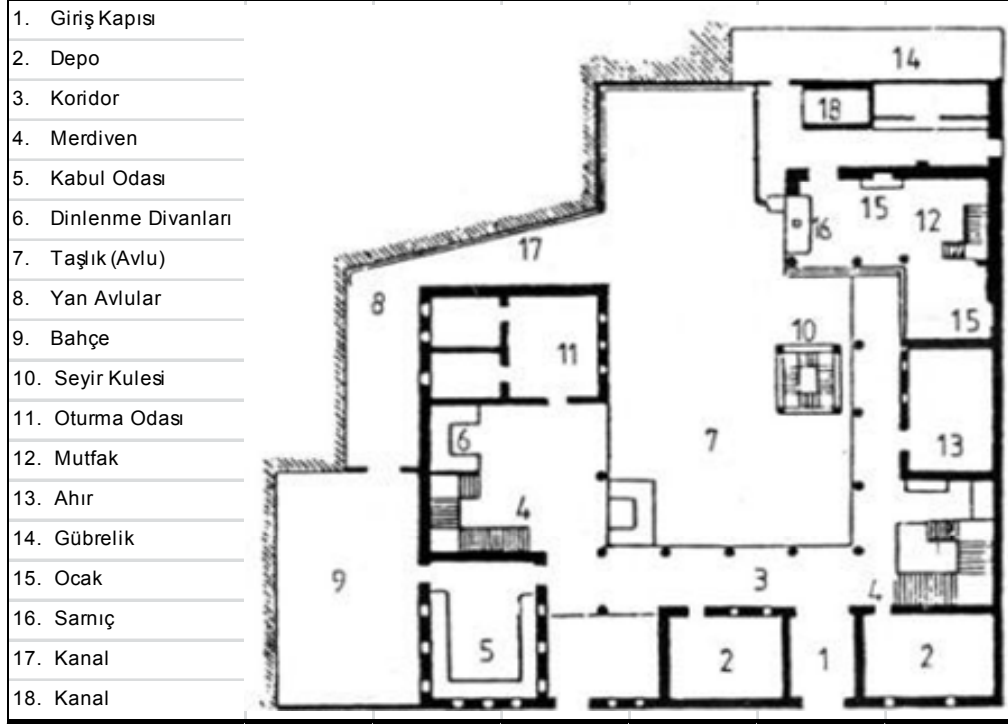 1. Giriş Kapısı
2. Depo
3. Koridor
4. Merdiven
5. Kabul Odası
6. Dinlenme Divanları
7. Taşlık (Avlu)
8. Yan Avlular
9. Bahçe
10. Seyir Kulesi
11. Oturma Odası
12. Mutfak
13. Ahır
14. Gübrelik
15. Ocak
16. Sarnıç
17. Kanal
18. Kanal
14
18
15 12
16
17
8
10
15
11
6
7
13
4
9
3
4
5
2
1
2